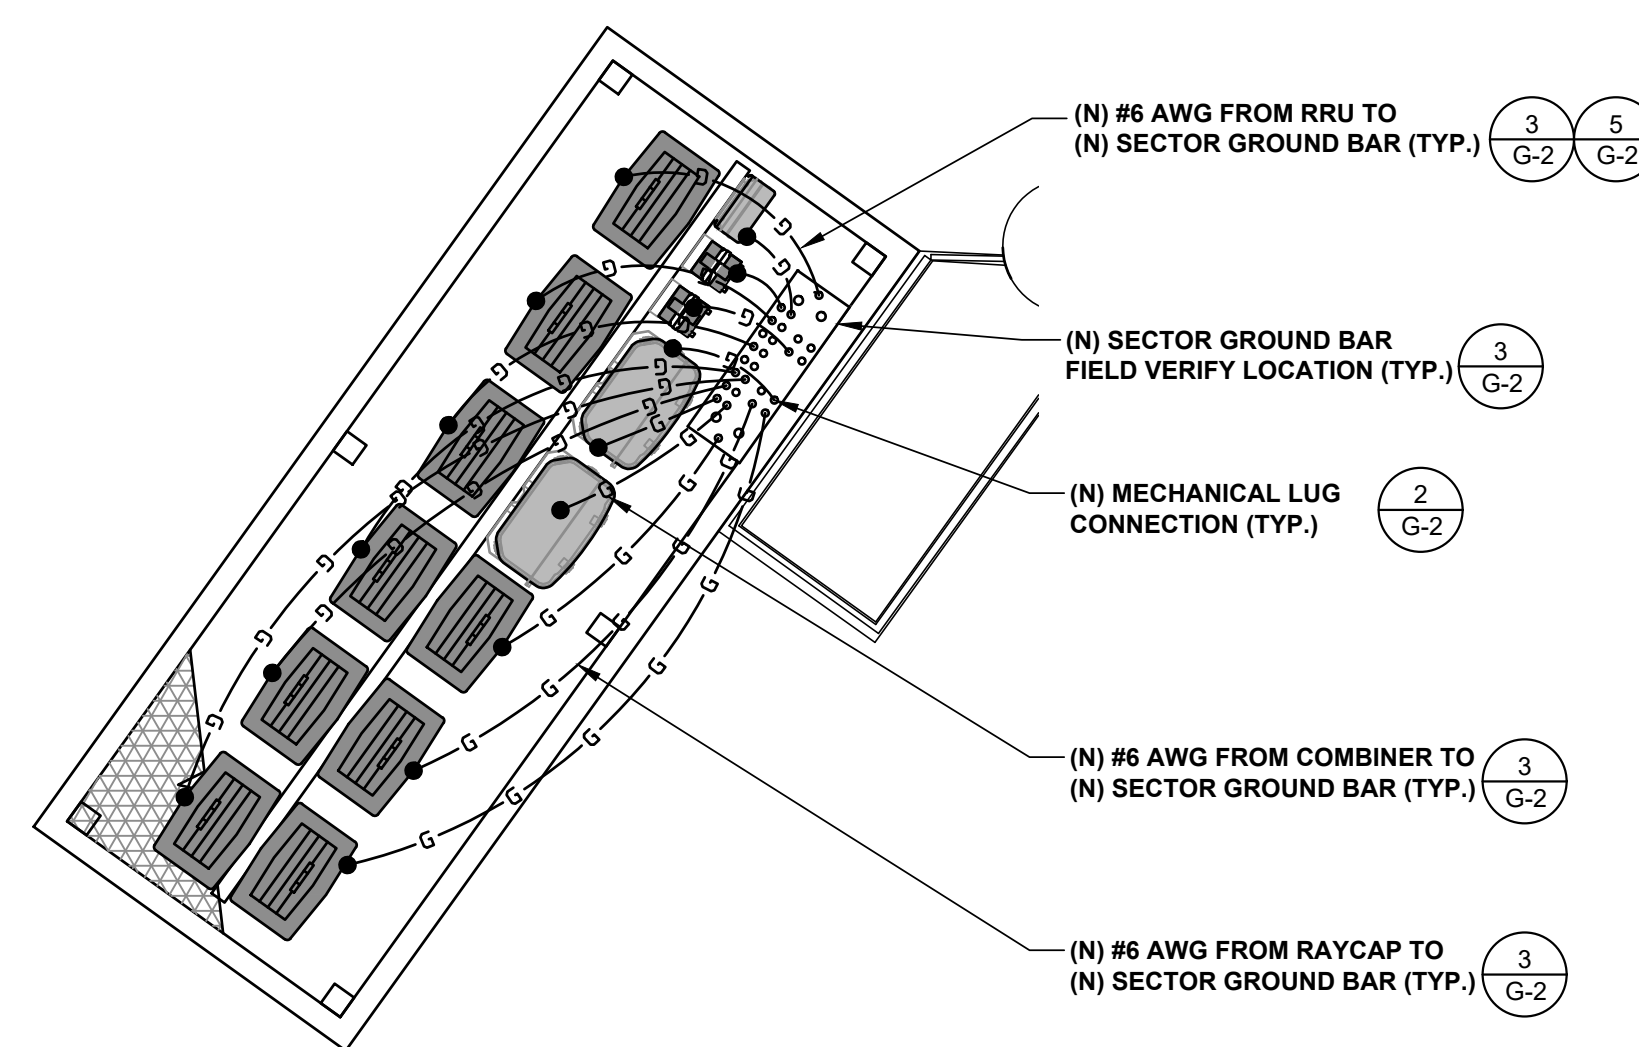 (N) #6 AWG FROM RRU TO
(N) SECTOR GROUND BAR (TYP.)
3
G-2
5
G-2
(N) SECTOR GROUND BAR
FIELD VERIFY LOCATION (TYP.)
3
G-2
(N) MECHANICAL LUG
CONNECTION (TYP.)
2
G-2
(N) #6 AWG FROM COMBINER TO
(N) SECTOR GROUND BAR (TYP.)
3
G-2
(N) #6 AWG FROM RAYCAP TO
(N) SECTOR GROUND BAR (TYP.)
3
G-2